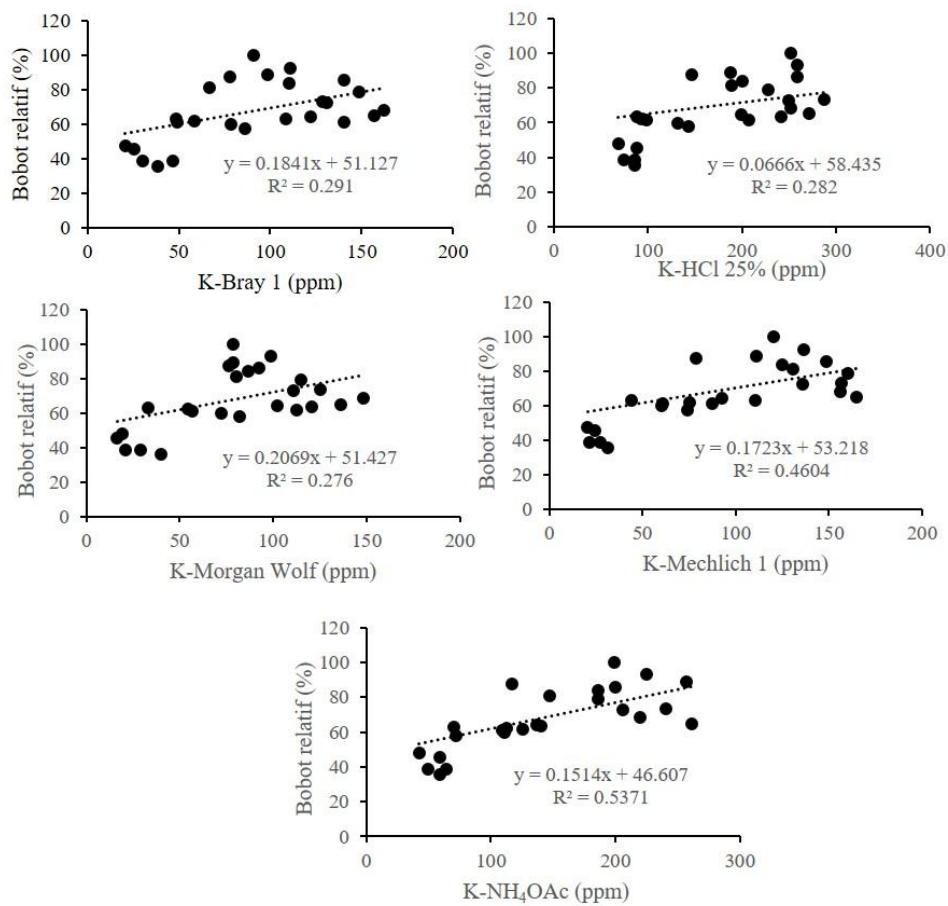 120
100
80
60
40
20
0
Bobot relatif (%)
y = 0.1841x + 51.127
R² = 0.291
0 50 100 150 200
K-Bray 1 (ppm)
120
100
80
60
40
20
0
Bobot relatif (%)
y = 0.0666x + 58.435
R² = 0.282
0 100 200 300 400
K-HCl 25% (ppm)
120
100
80
60
40
20
0
Bobot relatif (%)
y = 0.2069x + 51.427
R² = 0.276
0 50 100 150 200
K-Morgan Wolf (ppm)
120
100
80
60
40
20
0
Bobot relatif (%)
y = 0.1723x + 53.218
R² = 0.4604
0 50 100 150 200
K-Mechlich 1 (ppm)
120
100
80
60
40
20
0
Bobot relatif (%)
y = 0.1514x + 46.607
R² = 0.5371
0 100 200 300
K-NH₄OAc (ppm)